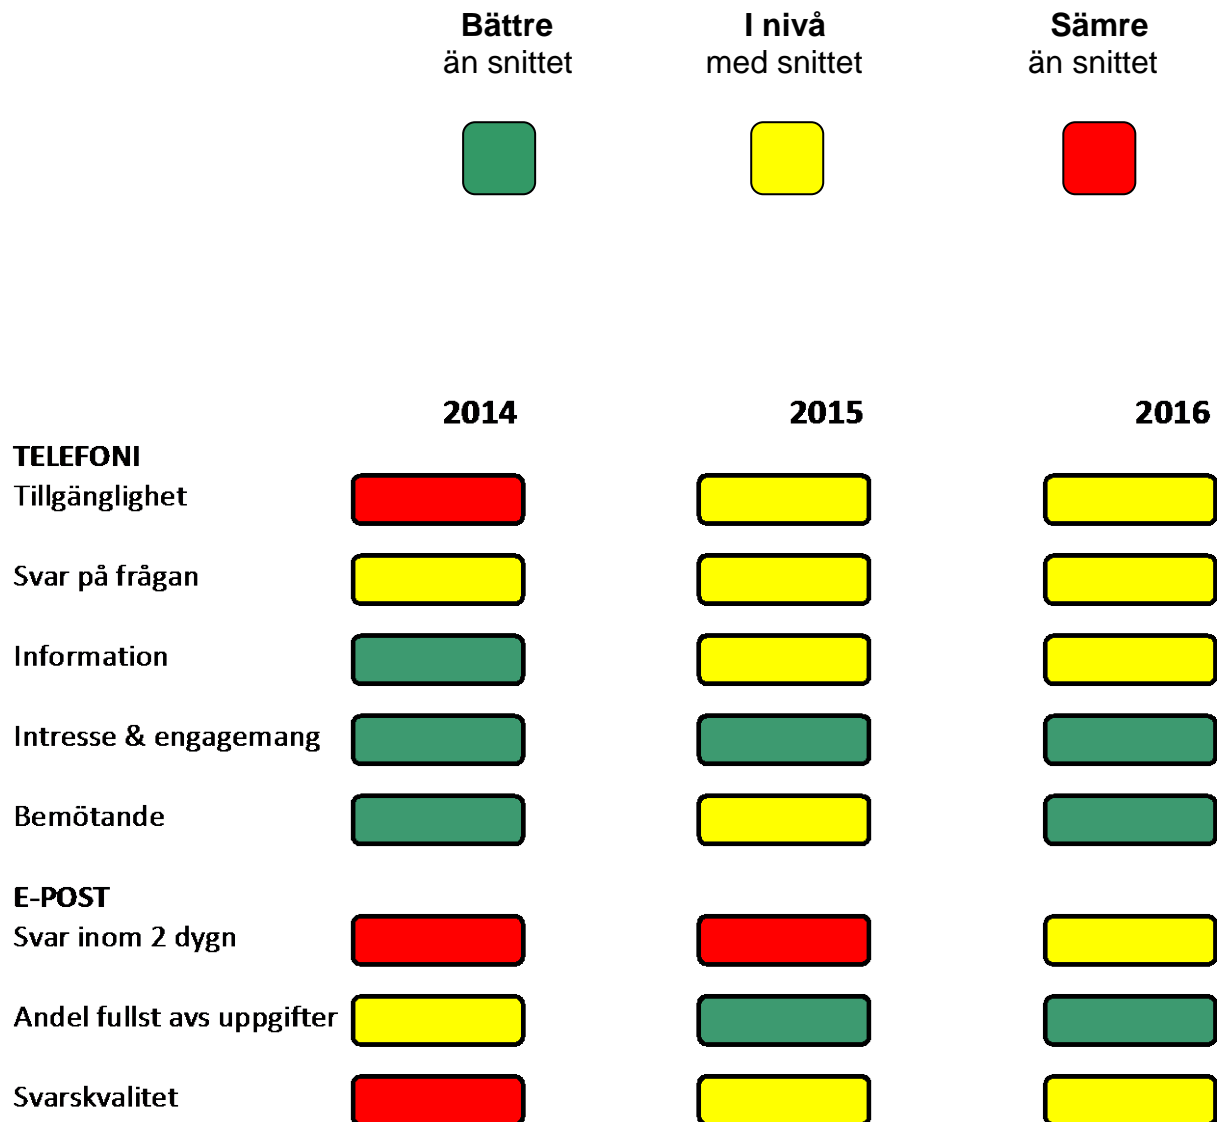 Bättre
än snittet
I nivå
med snittet
Sämre
än snittet
2014 2015 2016
TELEFONI
Tillgänglighet
Svar på frågan
Information
Intresse & engagemang
Bemötande
E-POST
Svar inom 2 dygn
Andel fullst avs uppgifter
Svarskvalitet